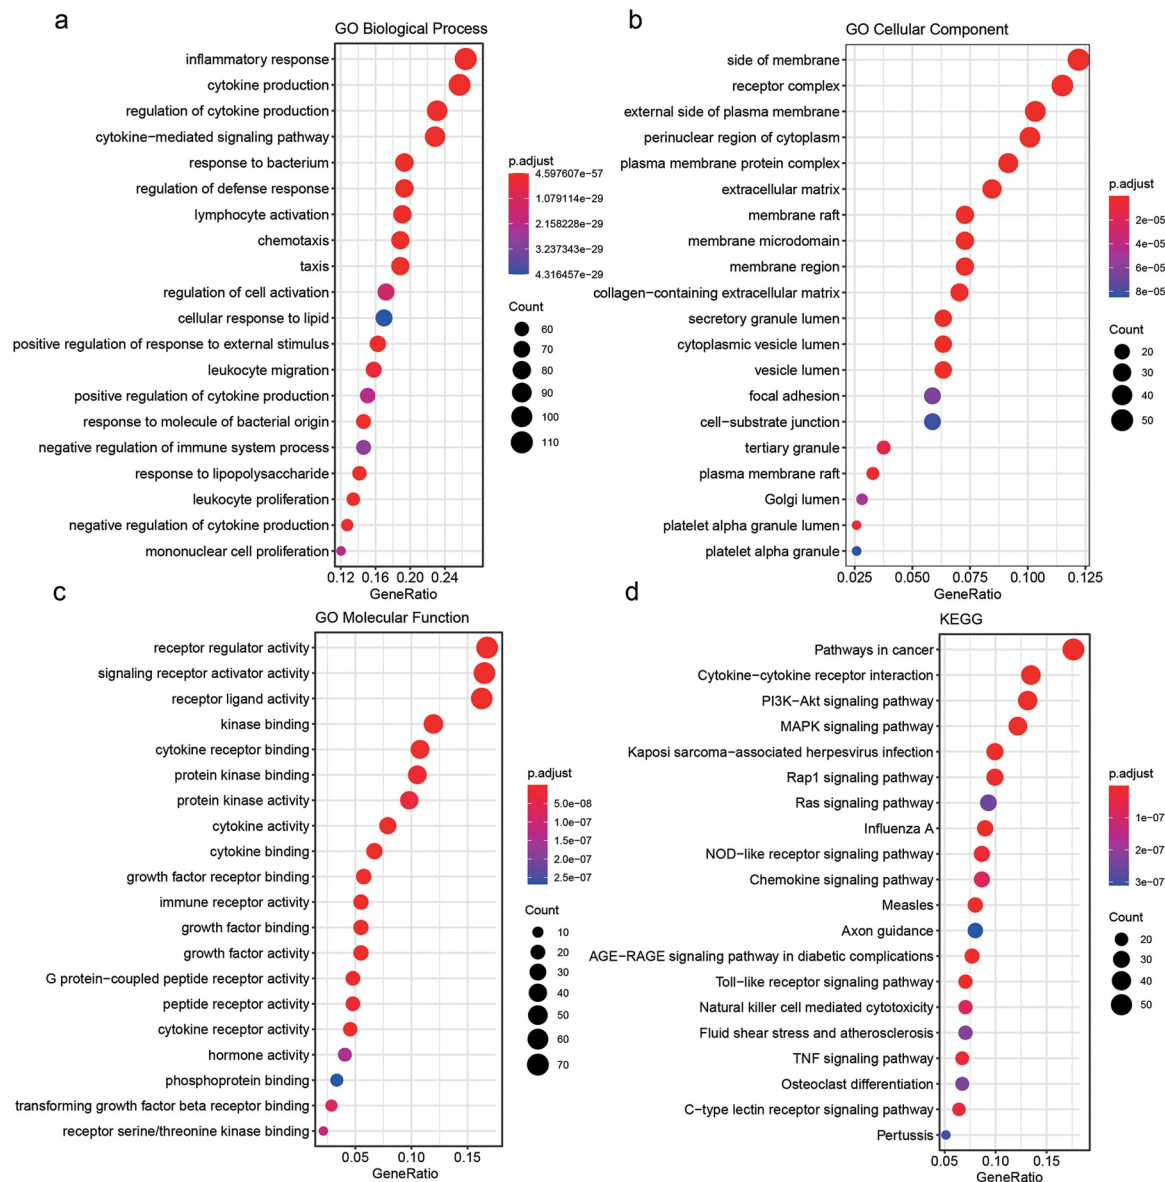 a
GO Biological Process
inflammatory response
cytokine production
regulation of cytokine production
cytokine−mediated signaling pathway
response to bacterium
regulation of defense response
lymphocyte activation
chemotaxis
taxis
regulation of cell activation
cellular response to lipid
positive regulation of response to external stimulus
leukocyte migration
positive regulation of cytokine production
response to molecule of bacterial origin
negative regulation of immune system process
response to lipopolysaccharide
leukocyte proliferation
negative regulation of cytokine production
mononuclear cell proliferation
0.12 0.16 0.20 0.24
GeneRatio
p.adjust
4.597607e−57
1.079114e−29
2.158228e−29
3.237343e−29
4.316457e−29
Count
60
70
80
90
100
110
b
GO Cellular Component
side of membrane
receptor complex
external side of plasma membrane
perinuclear region of cytoplasm
plasma membrane protein complex
extracellular matrix
membrane raft
membrane microdomain
membrane region
collagen−containing extracellular matrix
secretory granule lumen
cytoplasmic vesicle lumen
vesicle lumen
focal adhesion
cell−substrate junction
tertiary granule
plasma membrane raft
Golgi lumen
platelet alpha granule lumen
platelet alpha granule
0.025 0.050 0.075 0.100 0.125
GeneRatio
p.adjust
2e−05
4e−05
6e−05
8e−05
Count
20
30
40
50
c
GO Molecular Function
receptor regulator activity
signaling receptor activator activity
receptor ligand activity
kinase binding
cytokine receptor binding
protein kinase binding
protein kinase activity
cytokine activity
cytokine binding
growth factor receptor binding
immune receptor activity
growth factor binding
growth factor activity
G protein−coupled peptide receptor activity
peptide receptor activity
cytokine receptor activity
hormone activity
phosphoprotein binding
transforming growth factor beta receptor binding
receptor serine/threonine kinase binding
0.05 0.10 0.15
GeneRatio
p.adjust
5.0e−08
1.0e−07
1.5e−07
2.0e−07
2.5e−07
Count
10
20
30
40
50
60
70
d
KEGG
Pathways in cancer
Cytokine−cytokine receptor interaction
PI3K−Akt signaling pathway
MAPK signaling pathway
Kaposi sarcoma−associated herpesvirus infection
Rap1 signaling pathway
Ras signaling pathway
Influenza A
NOD−like receptor signaling pathway
Chemokine signaling pathway
Measles
Axon guidance
AGE−RAGE signaling pathway in diabetic complications
Toll−like receptor signaling pathway
Natural killer cell mediated cytotoxicity
Fluid shear stress and atherosclerosis
TNF signaling pathway
Osteoclast differentiation
C−type lectin receptor signaling pathway
Pertussis
0.05 0.10 0.15
GeneRatio
p.adjust
1e−07
2e−07
3e−07
Count
20
30
40
50